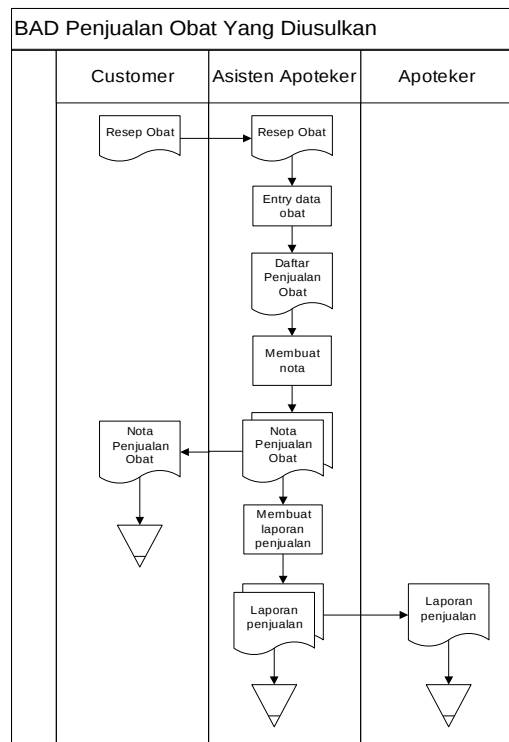 BAD Penjualan Obat Yang Diusulkan
Customer
Asisten Apoteker
Apoteker
Resep Obat
Resep Obat
Entry data
obat
Daftar
Penjualan
Obat
Membuat
nota
Nota
Penjualan
Obat
Nota
Penjualan
Obat
Membuat
laporan
penjualan
Laporan
penjualan
Laporan
penjualan